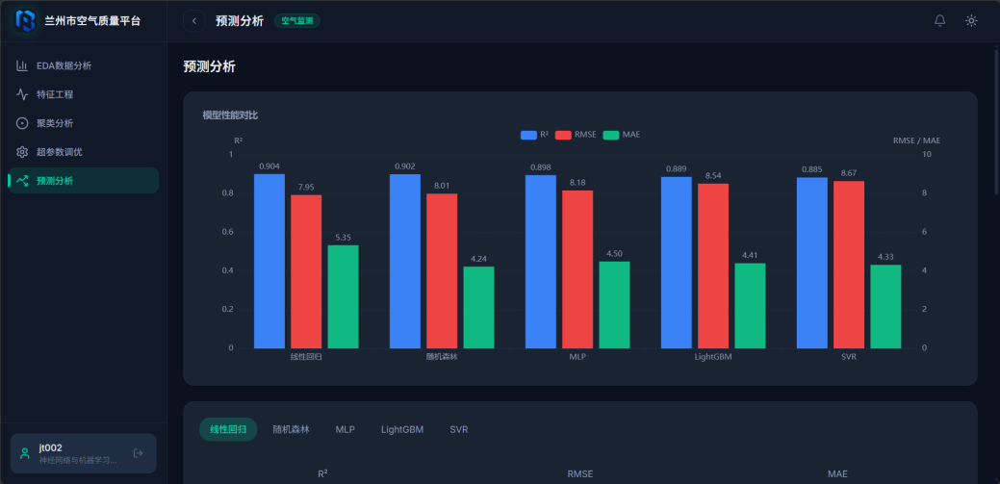 兰州市空气质量平台
预测分析 空气监测
EDA数据分析
特征工程
聚类分析
超参数调优
预测分析
jt002
神经网络与机器学习...
预测分析
模型性能对比
R² RMSE MAE
R² RMSE / MAE
1 10
0.8 8
0.6 6
0.4 4
0.2 2
0 0
0.904 7.95 5.35
0.902 8.01 4.24
0.898 8.18 4.50
0.889 8.54 4.41
0.885 8.67 4.33
线性回归 随机森林 MLP LightGBM SVR
线性回归 随机森林 MLP LightGBM SVR
R² RMSE MAE